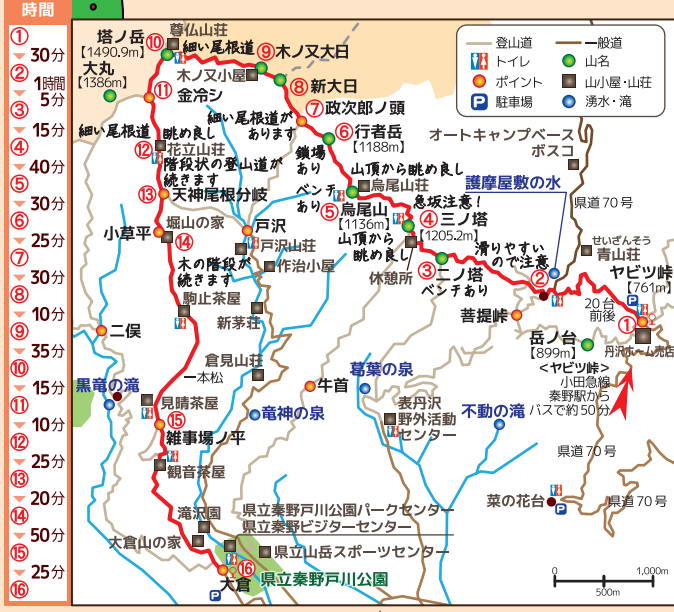 時間
①
30分
②
1時間
5分
③
15分
④
40分
⑤
30分
⑥
25分
⑦
30分
⑧
10分
⑨
35分
⑩
15分
⑪
10分
⑫
25分
⑬
20分
⑭
50分
⑮
25分
⑯
登山道
一般道
トイレ
山名
ポイント
山小屋・山荘
P 駐車場
湧水・滝
尊仏山荘
塔ノ岳
【1490.9m】
⑩
細い尾根道
⑨
木ノ又大日
大丸
【1386m】
木ノ又小屋
⑧
新大日
⑪
金冷シ
細い尾根道が
あります
⑦
政次郎ノ頭
細い尾根道
眺め良し
⑥
行者岳
【1188m】
⑫
花立山荘
階段状の登山道が
続きます
鎖場
あり
山頂から眺め良し
烏尾山荘
ベンチ
あり
⑤
烏尾山
【1136m】
急坂注意!
④
三ノ塔
【1205.2m】
山頂から
眺め良し
休憩所
③
二ノ塔
ベンチあり
滑りやすい
ので注意
②
護摩屋敷の水
オートキャンプベース
ボスコ
県道70号
せいざんそう
青山荘
ヤビツ峠
【761m】
P
20台
前後
①
丹沢ホーム売店
菩提峠
岳ノ台
【899m】
<ヤビツ峠>
小田急線
秦野駅から
バスで約50分
⑬
天神尾根分岐
小草平
堀山の家
⑭
戸沢
戸沢山荘
作治小屋
木の階段が
続きます
駒止茶屋
新茅荘
二俣
倉見山荘
一本松
牛首
葛葉の泉
黒竜の滝
見晴茶屋
竜神の泉
表丹沢
野外活動
センター
不動の滝
⑮
雑事場ノ平
観音茶屋
県道70号
菜の花台
県道70号
P
滝沢園
県立秦野戸川公園パークセンター
県立秦野ビジターセンター
大倉山の家
県立山岳スポーツセンター
⑯
大倉
県立秦野戸川公園
P
0
500m
1,000m